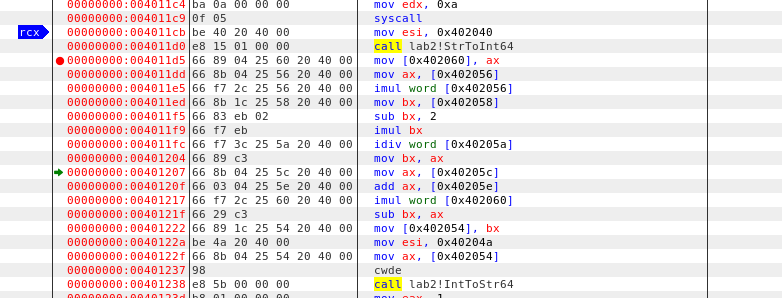 00000000:004011c4 ba 0a 00 00 00 mov edx, 0xa
00000000:004011c9 0f 05 syscall
rcx 00000000:004011cb be 40 20 40 00 mov esi, 0x402040
00000000:004011d0 e8 15 01 00 00 call lab2!StrToInt64
00000000:004011d5 66 89 04 25 60 20 40 00 mov [0x402060], ax
00000000:004011dd 66 8b 04 25 56 20 40 00 mov ax, [0x402056]
00000000:004011e5 66 f7 2c 25 56 20 40 00 imul word [0x402056]
00000000:004011ed 66 8b 1c 25 58 20 40 00 mov bx, [0x402058]
00000000:004011f5 66 83 eb 02 sub bx, 2
00000000:004011f9 66 f7 eb imul bx
00000000:004011fc 66 f7 3c 25 5a 20 40 00 idiv word [0x40205a]
00000000:00401204 66 89 c3 mov bx, ax
00000000:00401207 66 8b 04 25 5c 20 40 00 mov ax, [0x40205c]
00000000:0040120f 66 03 04 25 5e 20 40 00 add ax, [0x40205e]
00000000:00401217 66 f7 2c 25 60 20 40 00 imul word [0x402060]
00000000:0040121f 66 29 c3 sub bx, ax
00000000:00401222 66 89 1c 25 54 20 40 00 mov [0x402054], bx
00000000:0040122a be 4a 20 40 00 mov esi, 0x40204a
00000000:0040122f 66 8b 04 25 54 20 40 00 mov ax, [0x402054]
00000000:00401237 98 cwde
00000000:00401238 e8 5b 00 00 00 call lab2!IntToStr64
00000000:0040123d b8 01 00 00 00 mov eax, 1